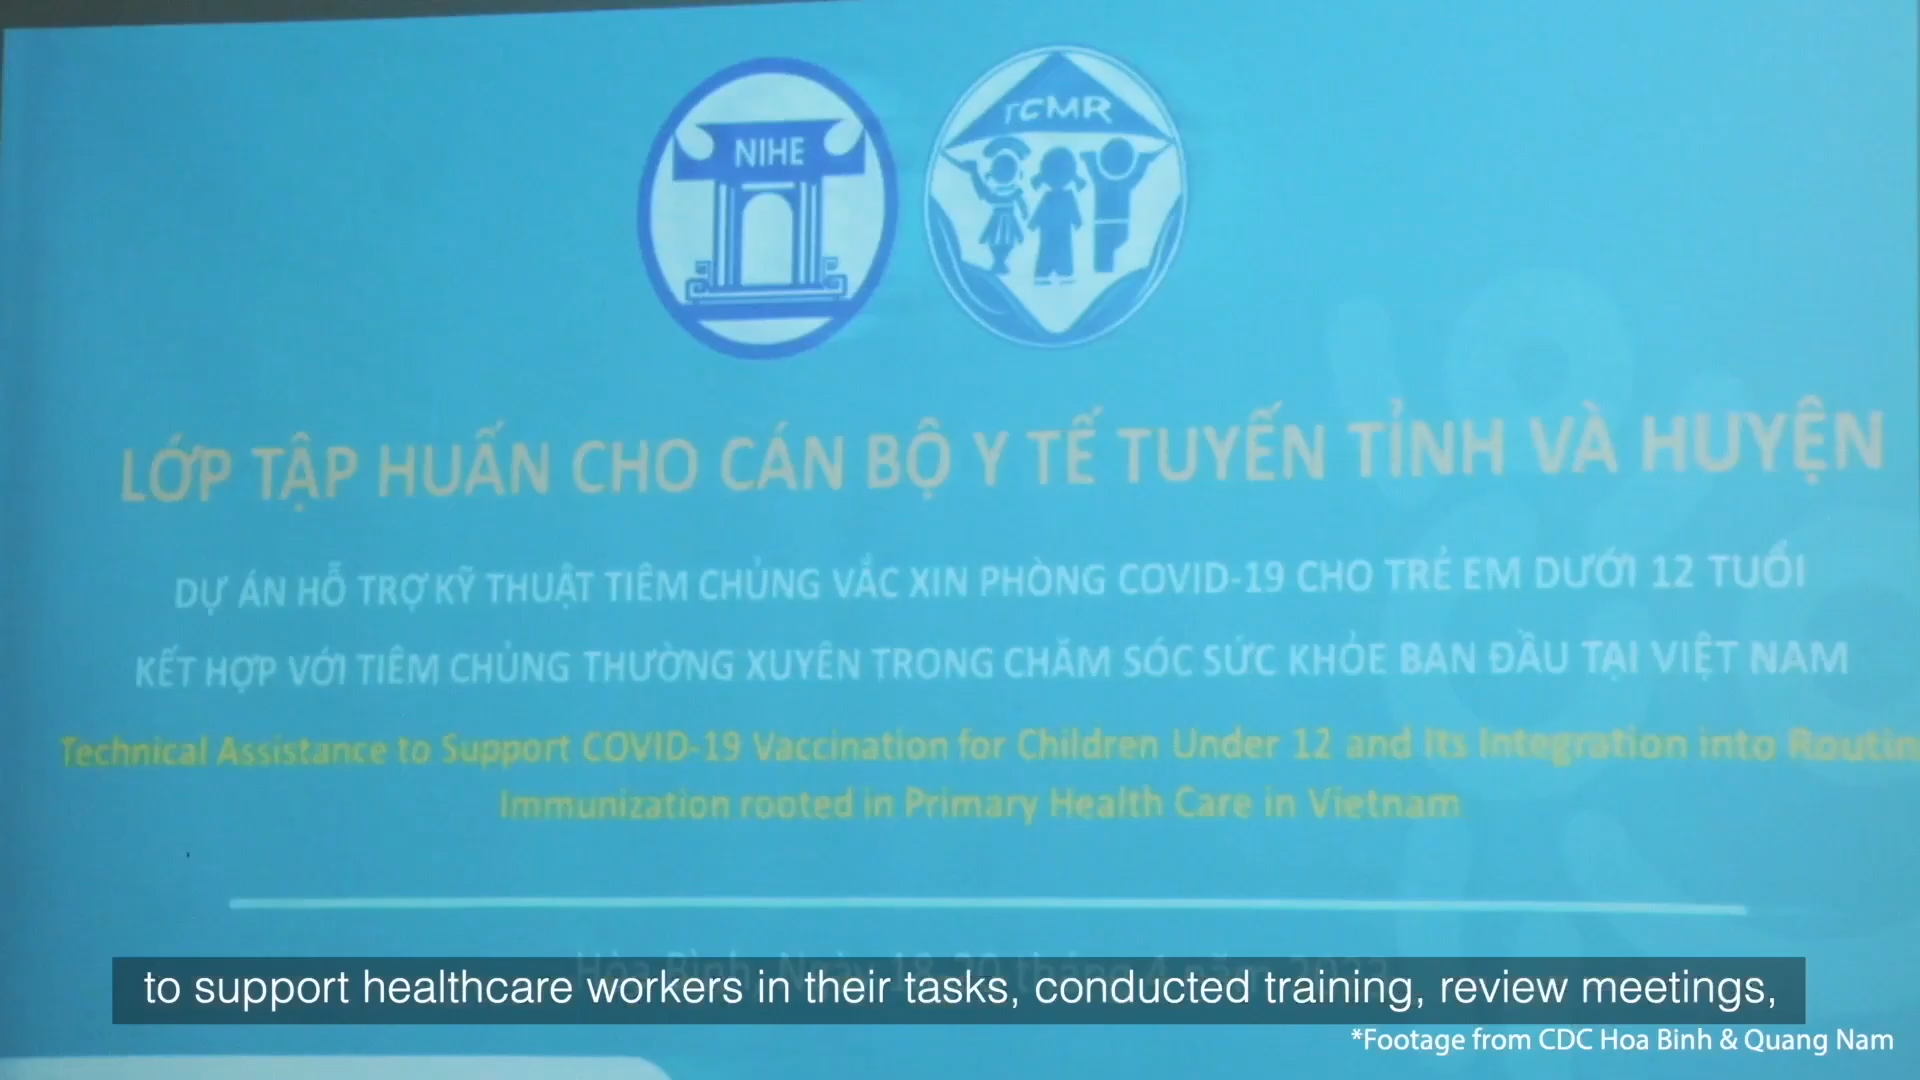 NIHE
TCMR
LỚP TẬP HUẤN CHO CÁN BỘ Y TẾ TUYẾN TỈNH VÀ HUYỆN
DỰ ÁN HỖ TRỢ KỸ THUẬT TIÊM CHỦNG VẮC XIN PHÒNG COVID-19 CHO TRẺ EM DƯỚI 12 TUỔI
KẾT HỢP VỚI TIÊM CHỦNG THƯỜNG XUYÊN TRONG CHĂM SÓC SỨC KHỎE BAN ĐẦU TẠI VIỆT NAM
Technical Assistance to Support COVID-19 Vaccination for Children Under 12 and Its Integration into Routin
Immunization rooted in Primary Health Care in Vietnam
to support healthcare workers in their tasks, conducted training, review meetings,
*Footage from CDC Hoa Binh & Quang Nam